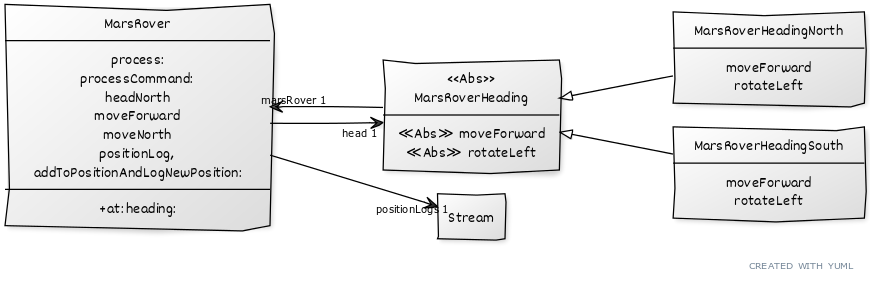 MarsRover
process:
processCommand:
headNorth
moveForward
moveNorth
positionLog,
addToPositionAndLogNewPosition:
+at:heading:
marsRover 1
head 1
positionLogs 1
<<Abs>>
MarsRoverHeading
≪Abs≫ moveForward
≪Abs≫ rotateLeft
Stream
MarsRoverHeadingNorth
moveForward
rotateLeft
MarsRoverHeadingSouth
moveForward
rotateLeft
CREATED WITH YUML